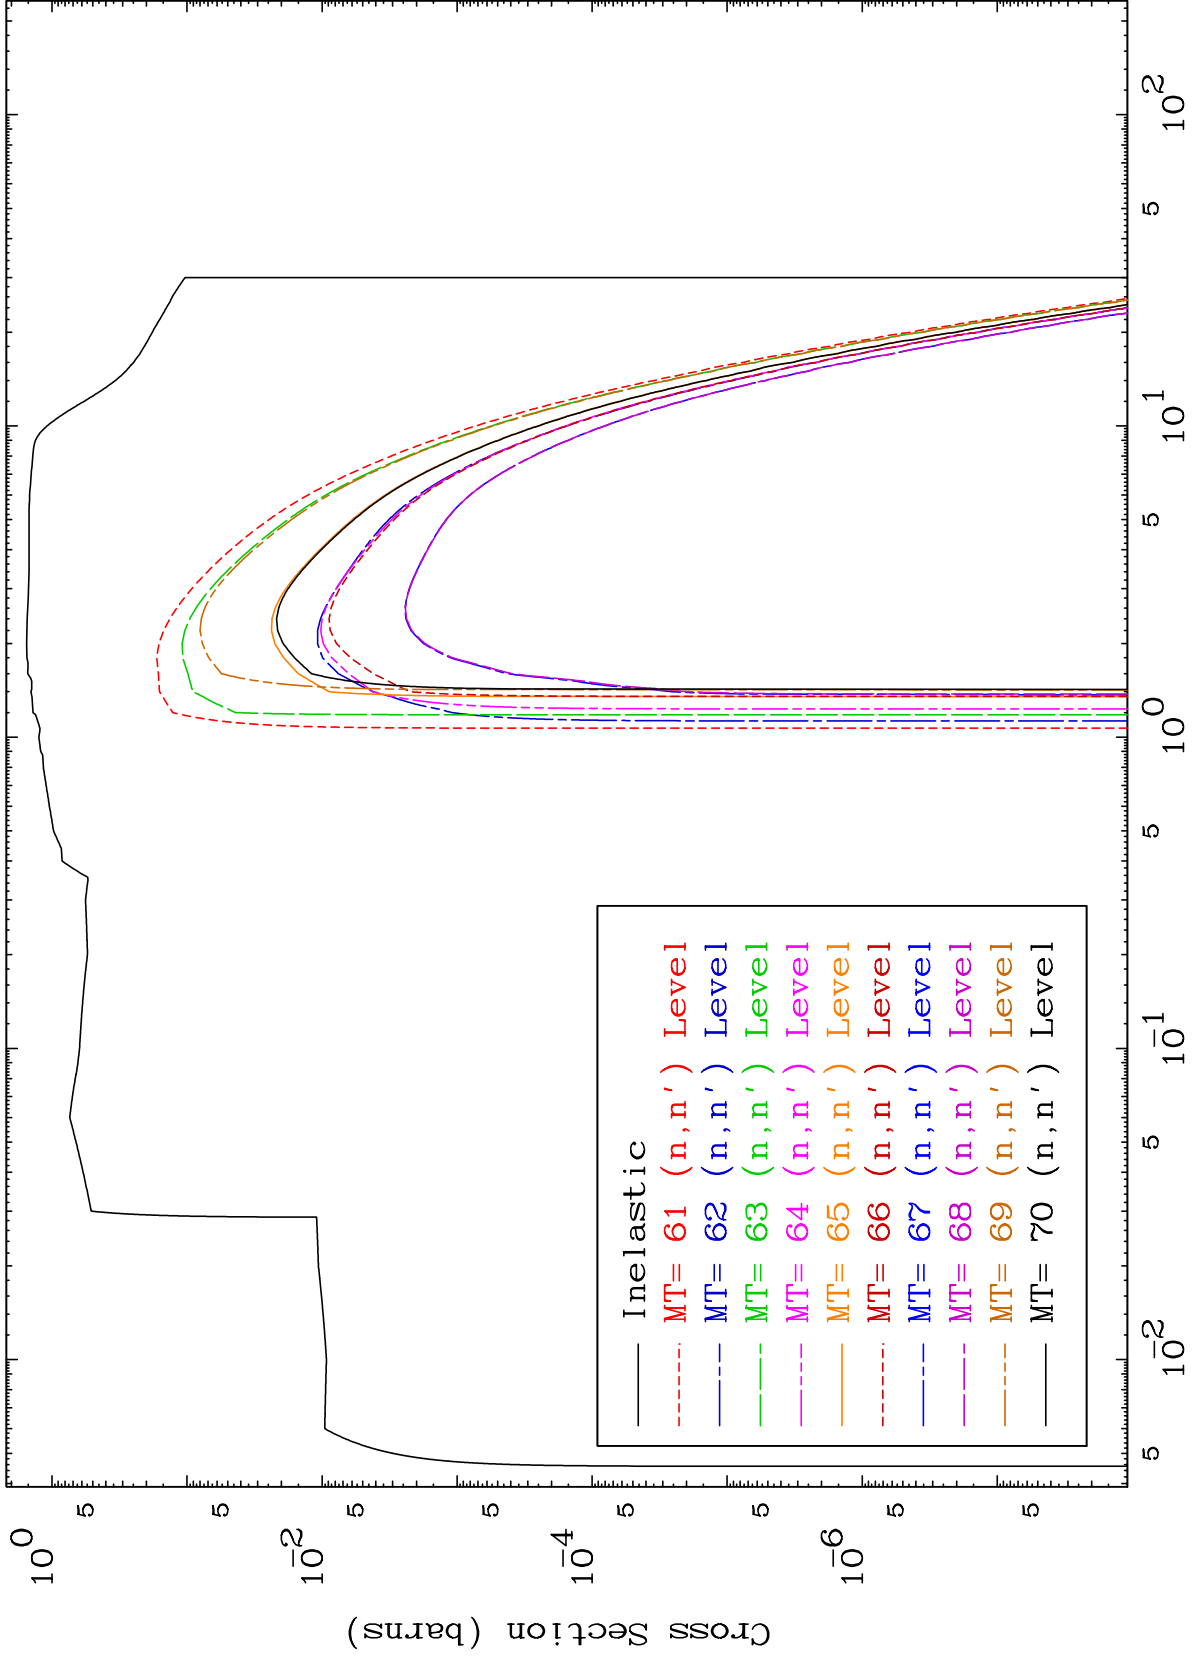 10^0
5
10^-2
5
5
10^-4
5
5
10^-6
5
Cross Section (barns)
Inelastic
MT= 61 (n,n') Level
MT= 62 (n,n') Level
MT= 63 (n,n') Level
MT= 64 (n,n') Level
MT= 65 (n,n') Level
MT= 66 (n,n') Level
MT= 67 (n,n') Level
MT= 68 (n,n') Level
MT= 69 (n,n') Level
MT= 70 (n,n') Level
5
10^-2
5
10^-1
5
10^0
5
10^1
5
10^2